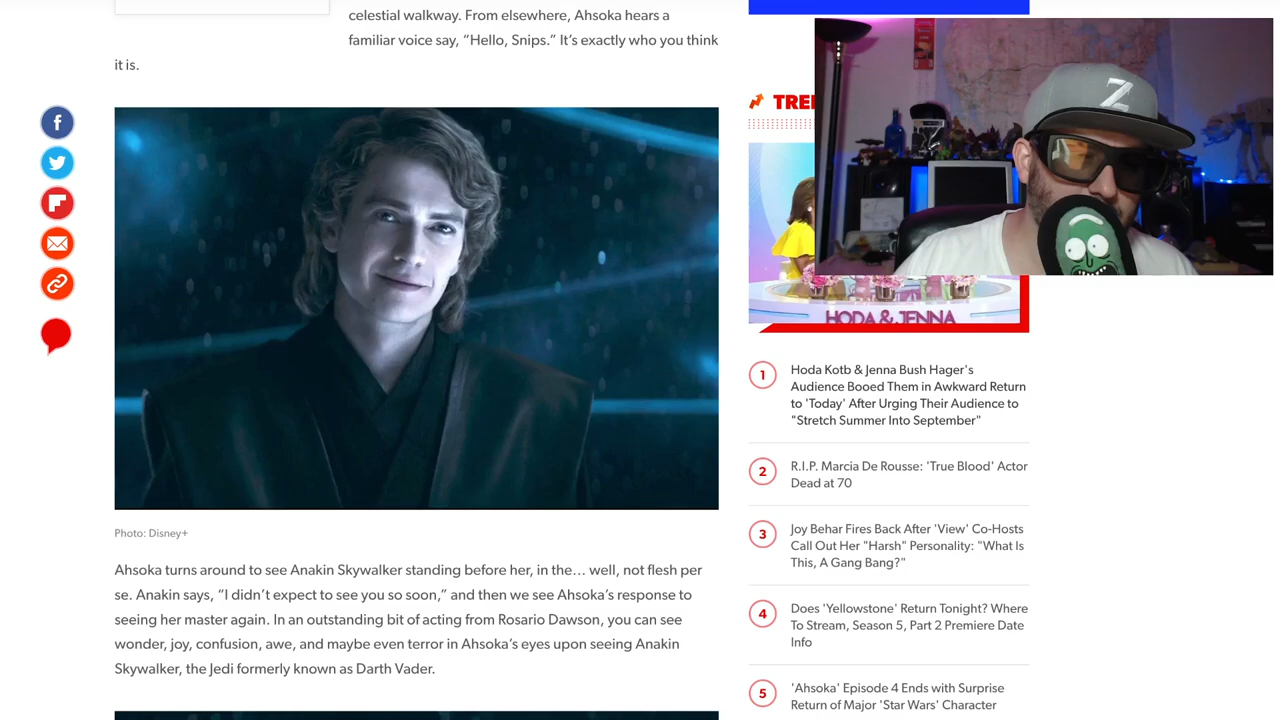 celestial walkway. From elsewhere, Ahsoka hears a
familiar voice say, “Hello, Snips.” It’s exactly who you think
it is.
Photo: Disney+
Ahsoka turns around to see Anakin Skywalker standing before her, in the… well, not flesh per
se. Anakin says, “I didn’t expect to see you so soon,” and then we see Ahsoka’s response to
seeing her master again. In an outstanding bit of acting from Rosario Dawson, you can see
wonder, joy, confusion, awe, and maybe even terror in Ahsoka’s eyes upon seeing Anakin
Skywalker, the Jedi formerly known as Darth Vader.
Z
HODA & JENNA
1
Hoda Kotb & Jenna Bush Hager's
Audience Booed Them in Awkward Return
to 'Today' After Urging Their Audience to
"Stretch Summer Into September"
2
R.I.P. Marcia De Rousse: 'True Blood' Actor
Dead at 70
3
Joy Behar Fires Back After 'View' Co-Hosts
Call Out Her "Harsh" Personality: "What Is
This, A Gang Bang?"
4
Does 'Yellowstone' Return Tonight? Where
To Stream, Season 5, Part 2 Premiere Date
Info
5
'Ahsoka' Episode 4 Ends with Surprise
Return of Major 'Star Wars' Character